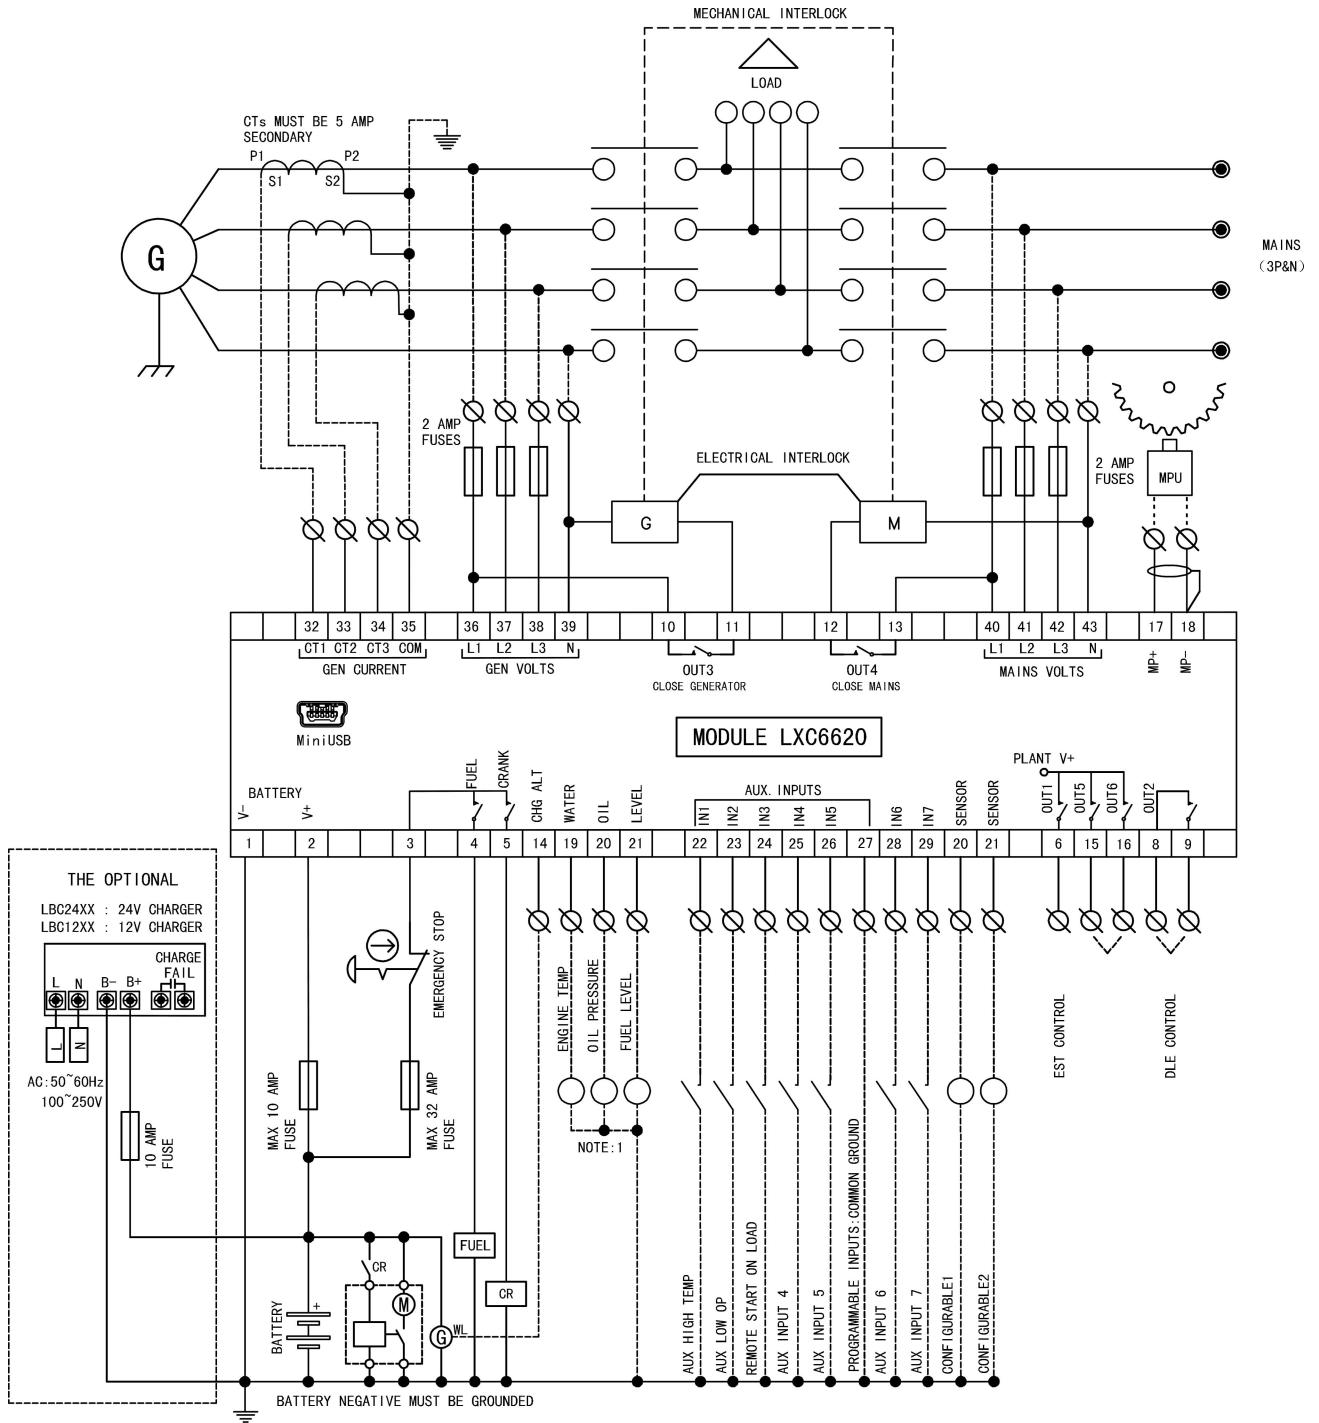 MECHANICAL INTERLOCK
LOAD
CTs MUST BE 5 AMP
SECONDARY
P1 P2
S1 S2
G
MAINS
(3P&N)
2 AMP
FUSES
ELECTRICAL INTERLOCK
2 AMP
FUSES
MPU
G M
32 33 34 35 36 37 38 39 10 11 12 13 40 41 42 43 17 18
CT1 CT2 CT3 COM L1 L2 L3 N L1 L2 L3 N
GEN CURRENT GEN VOLTS OUT3 OUT4 MAINS VOLTS MP+ MP-
CLOSE GENERATOR CLOSE MAINS
MiniUSB
MODULE LXC6620
PLANT V+
BATTERY FUEL CRANK AUX. INPUTS
V- V+ CHG ALT WATER OIL LEVEL IN1 IN2 IN3 IN4 IN5 IN6 IN7 SENSOR SENSOR OUT1 OUT5 OUT6 OUT2
1 2 3 4 5 14 19 20 21 22 23 24 25 26 27 28 29 20 21 6 15 16 8 9
THE OPTIONAL
LBC24XX : 24V CHARGER
LBC12XX : 12V CHARGER
CHARGE
FAIL
L N B- B+
L N
AC:50~60Hz
100~250V
10 AMP
FUSE
MAX 10 AMP
FUSE
EMERGENCY STOP
MAX 32 AMP
FUSE
ENGINE TEMP
OIL PRESSURE
FUEL LEVEL
NOTE:1
EST CONTROL
DLE CONTROL
FUEL
CR
CR
M
G WL
BATTERY
+
AUX HIGH TEMP
AUX LOW OP
REMOTE START ON LOAD
AUX INPUT 4
AUX INPUT 5
PROGRAMMABLE INPUTS:COMMON GROUND
AUX INPUT 6
AUX INPUT 7
CONFIGURABLE1
CONFIGURABLE2
BATTERY NEGATIVE MUST BE GROUNDED